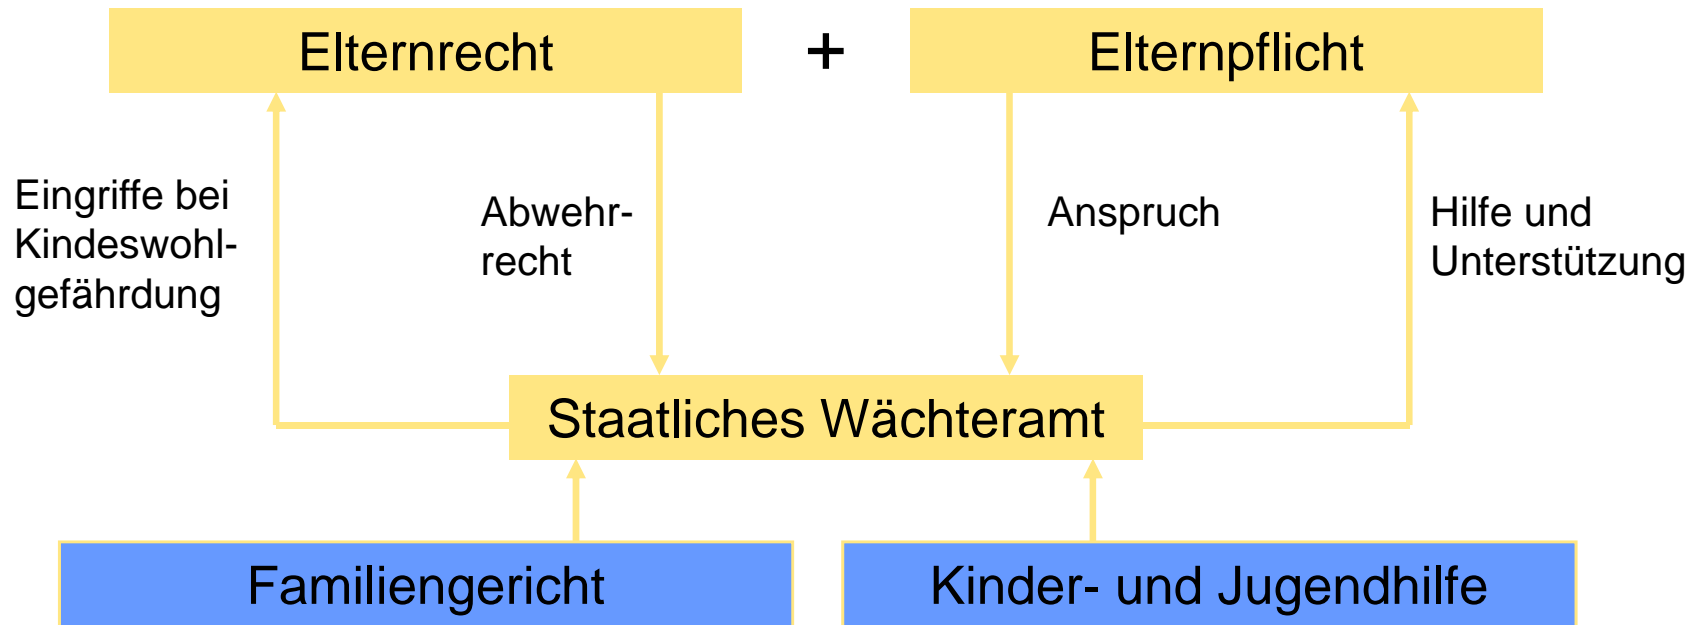 Elternrecht + Elternpflicht
Eingriffe bei
Kindeswohl-
gefährdung
Abwehr-
recht
Anspruch
Hilfe und
Unterstützung
Staatliches Wächteramt
Familiengericht
Kinder- und Jugendhilfe